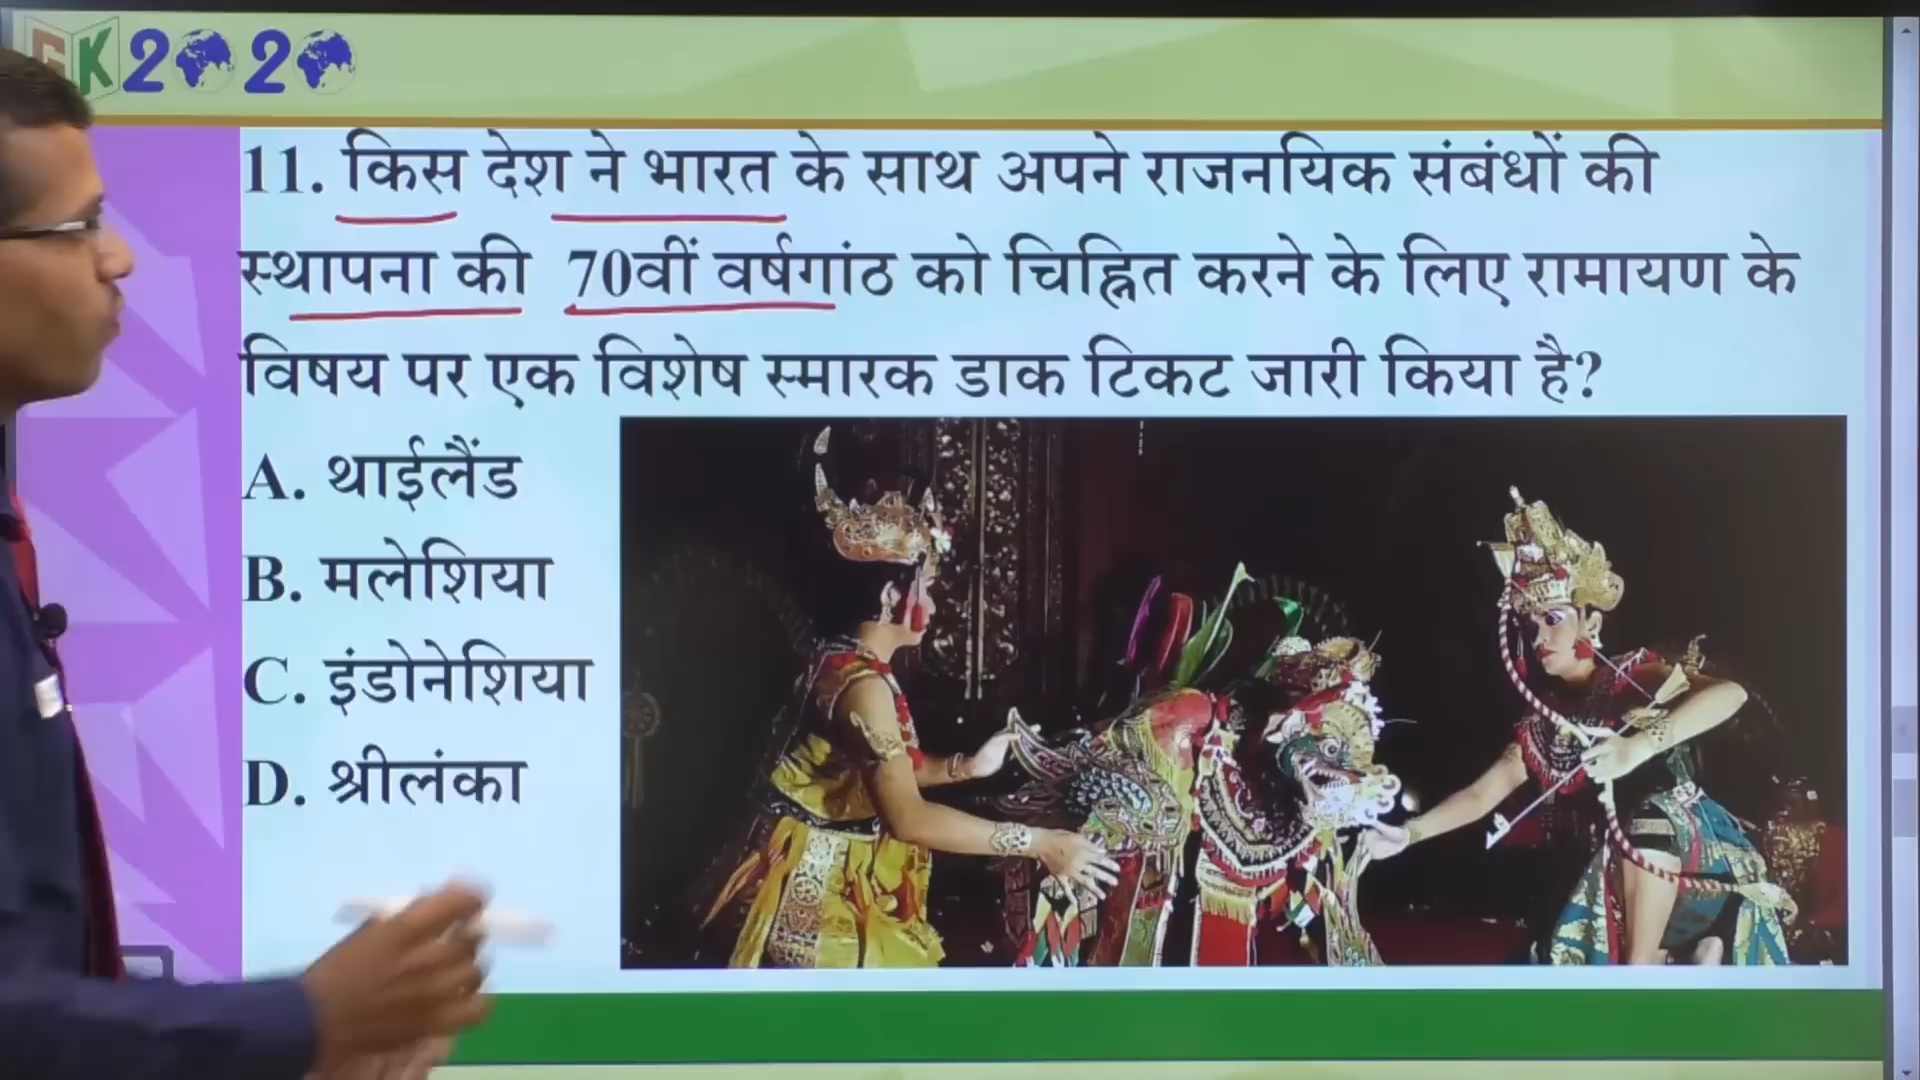 GK2020
11. किस देश ने भारत के साथ अपने राजनयिक संबंधों की
स्थापना की 70वीं वर्षगांठ को चिह्नित करने के लिए रामायण के
विषय पर एक विशेष स्मारक डाक टिकट जारी किया है?
A. थाईलैंड
B. मलेशिया
C. इंडोनेशिया
D. श्रीलंका